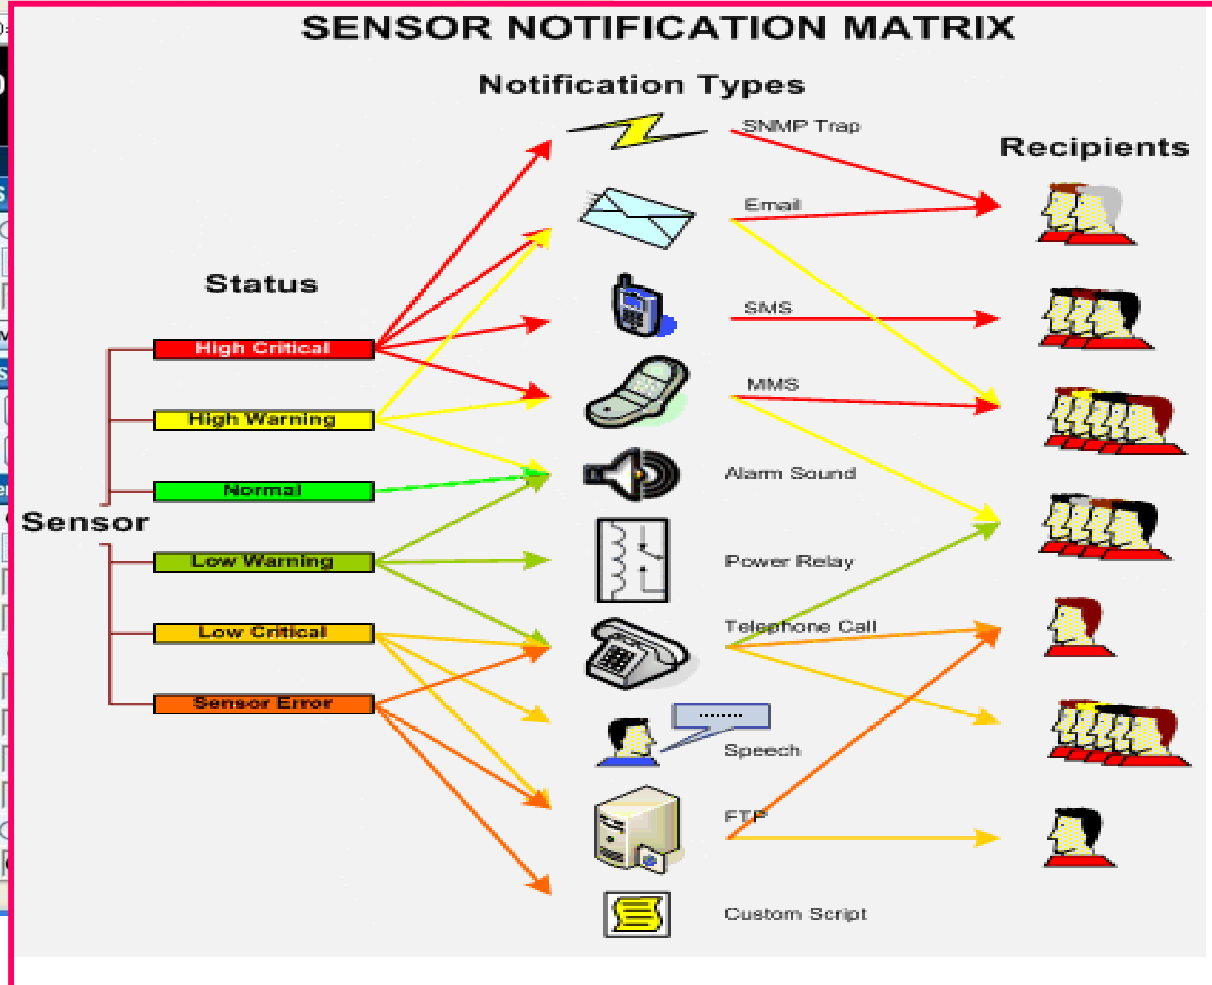 SENSOR NOTIFICATION MATRIX
Notification Types
SNMP Trap
Recipients
Email
Status
SMS
High Critical
MMS
High Warning
Alarm Sound
Normal
Sensor
Low Warning
Power Relay
Low Critical
Telephone Call
Sensor Error
Speech
FTP
Custom Script